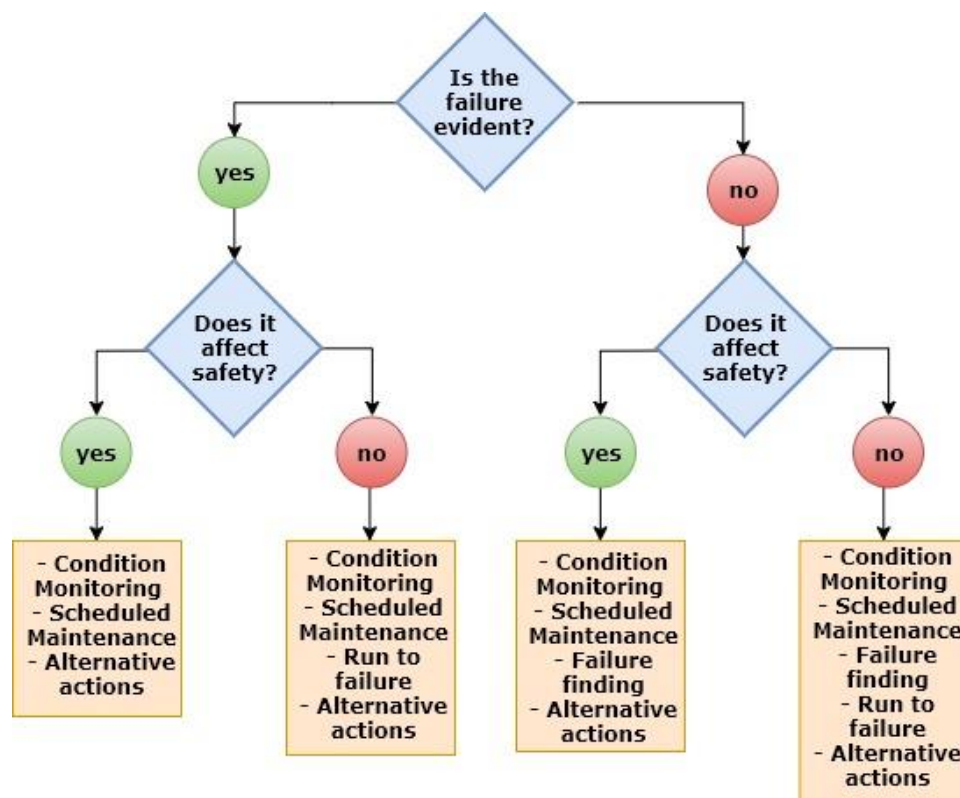 Is the
failure
evident?
yes
no
Does it
affect
safety?
Does it
affect
safety?
yes
no
yes
no
- Condition
Monitoring
- Scheduled
Maintenance
- Alternative
actions
- Condition
Monitoring
- Scheduled
Maintenance
- Run to
failure
- Alternative
actions
- Condition
Monitoring
- Scheduled
Maintenance
- Failure
finding
- Alternative
actions
- Condition
Monitoring
- Scheduled
Maintenance
- Failure
finding
- Run to
failure
- Alternative
actions